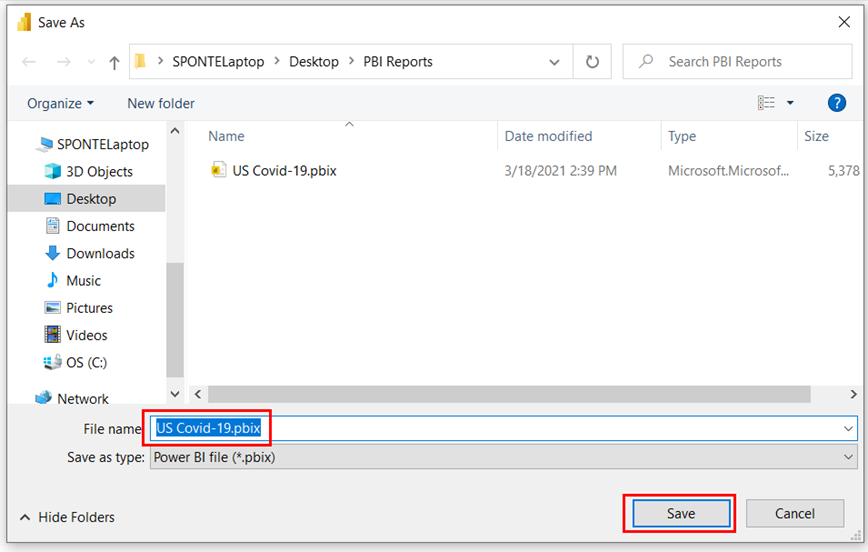 Save As
SPONTELaptop > Desktop > PBI Reports
Search PBI Reports
Organize
New folder
?
Name
Date modified
Type
Size
US Covid-19.pbix
3/18/2021 2:39 PM
Microsoft.Microsof...
5,378
SPONTELaptop
3D Objects
Desktop
Documents
Downloads
Music
Pictures
Videos
OS (C:)
Network
File name
US Covid-19.pbix
Save as type:
Power BI file (*.pbix)
Hide Folders
Save
Cancel